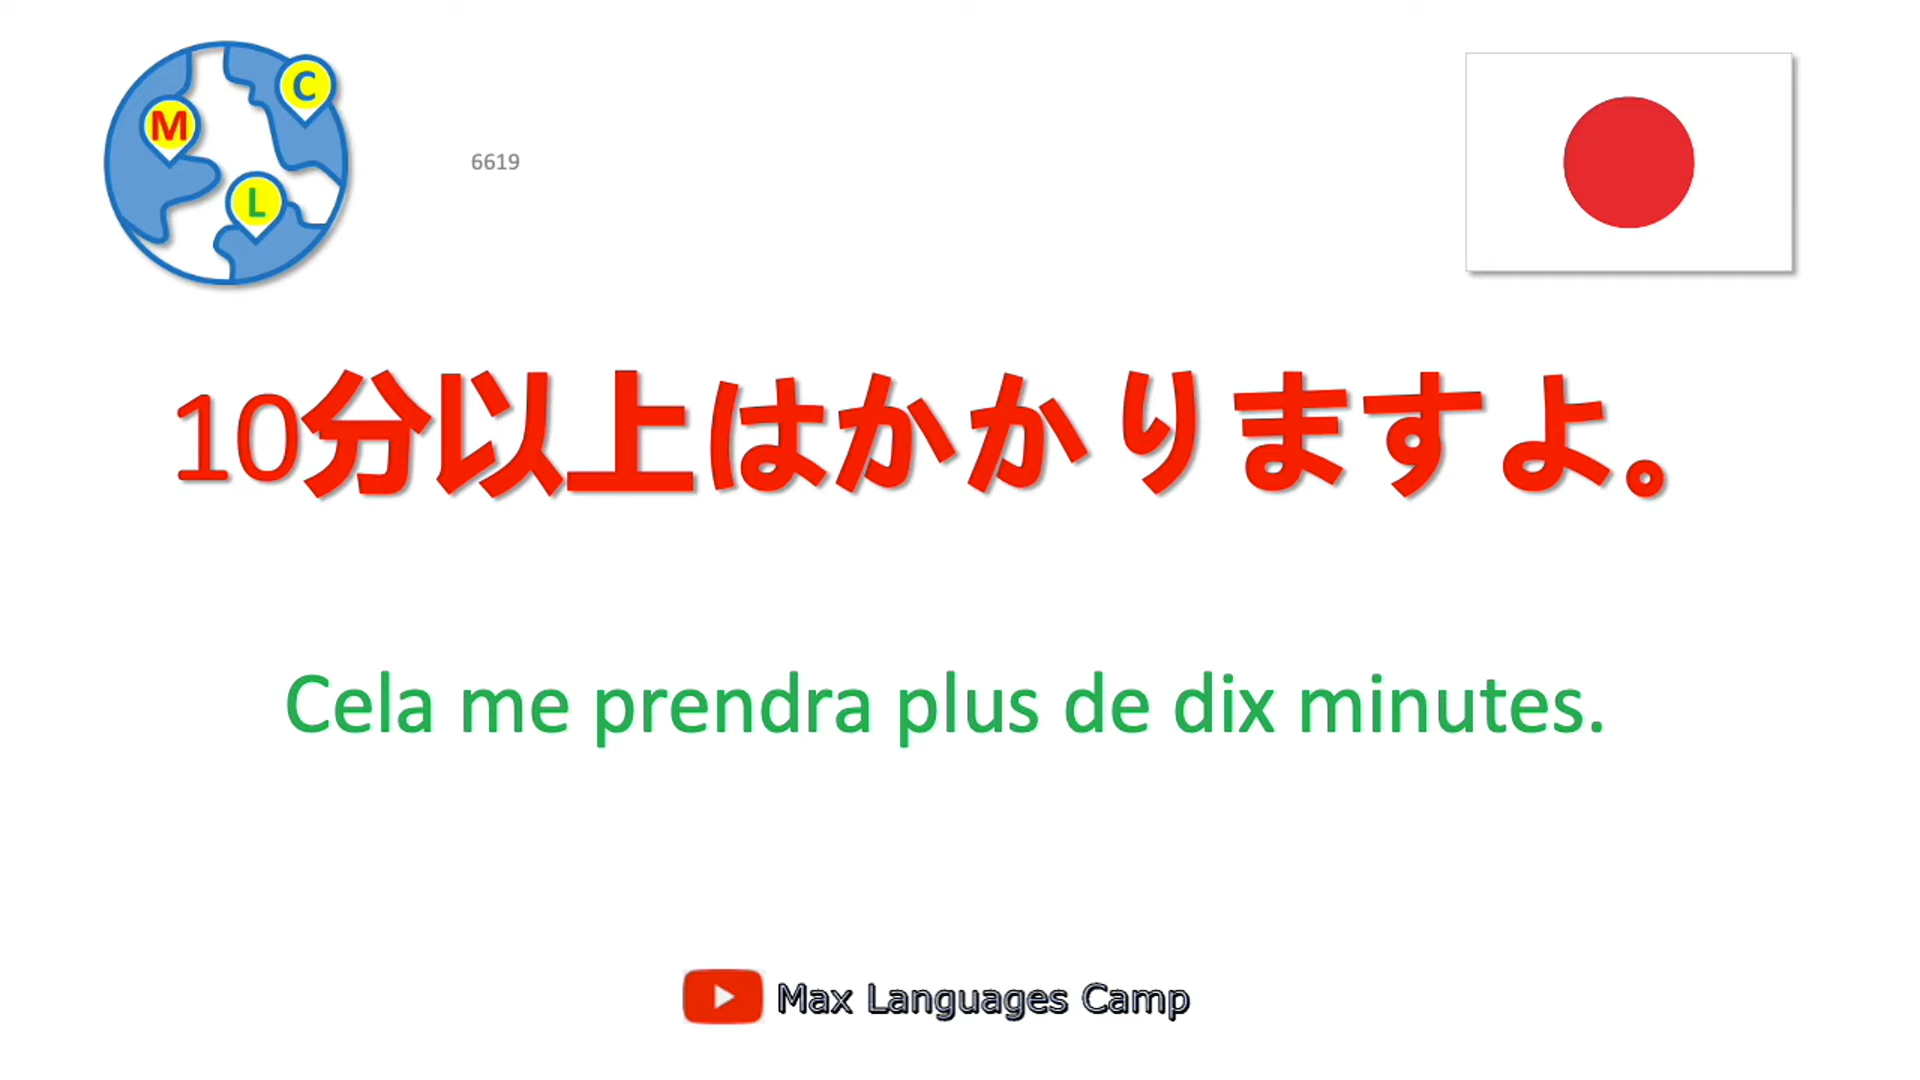 C
M
L
6619
10分以上はかかりますよ。
Cela me prendra plus de dix minutes.
Max Languages Camp